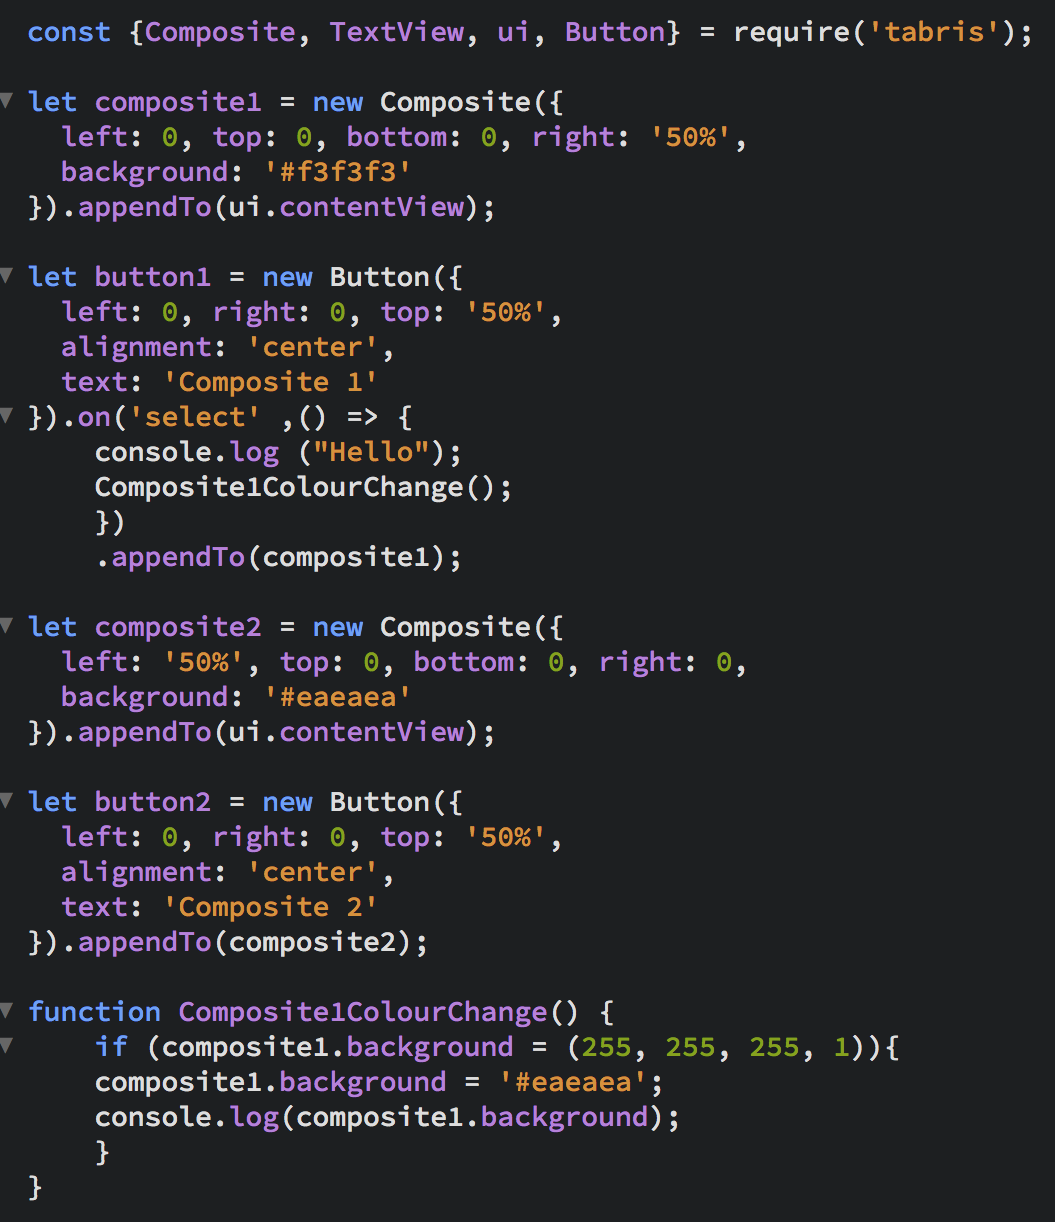 const {Composite, TextView, ui, Button} = require('tabris');
let composite1 = new Composite({
  left: 0, top: 0, bottom: 0, right: '50%',
  background: '#f3f3f3'
}).appendTo(ui.contentView);
let button1 = new Button({
  left: 0, right: 0, top: '50%',
  alignment: 'center',
  text: 'Composite 1'
}).on('select' ,() => {
    console.log ("Hello");
    Composite1ColourChange();
    })
    .appendTo(composite1);
let composite2 = new Composite({
  left: '50%', top: 0, bottom: 0, right: 0,
  background: '#eaeaea'
}).appendTo(ui.contentView);
let button2 = new Button({
  left: 0, right: 0, top: '50%',
  alignment: 'center',
  text: 'Composite 2'
}).appendTo(composite2);
function Composite1ColourChange() {
    if (composite1.background = (255, 255, 255, 1)){
    composite1.background = '#eaeaea';
    console.log(composite1.background);
    }
}